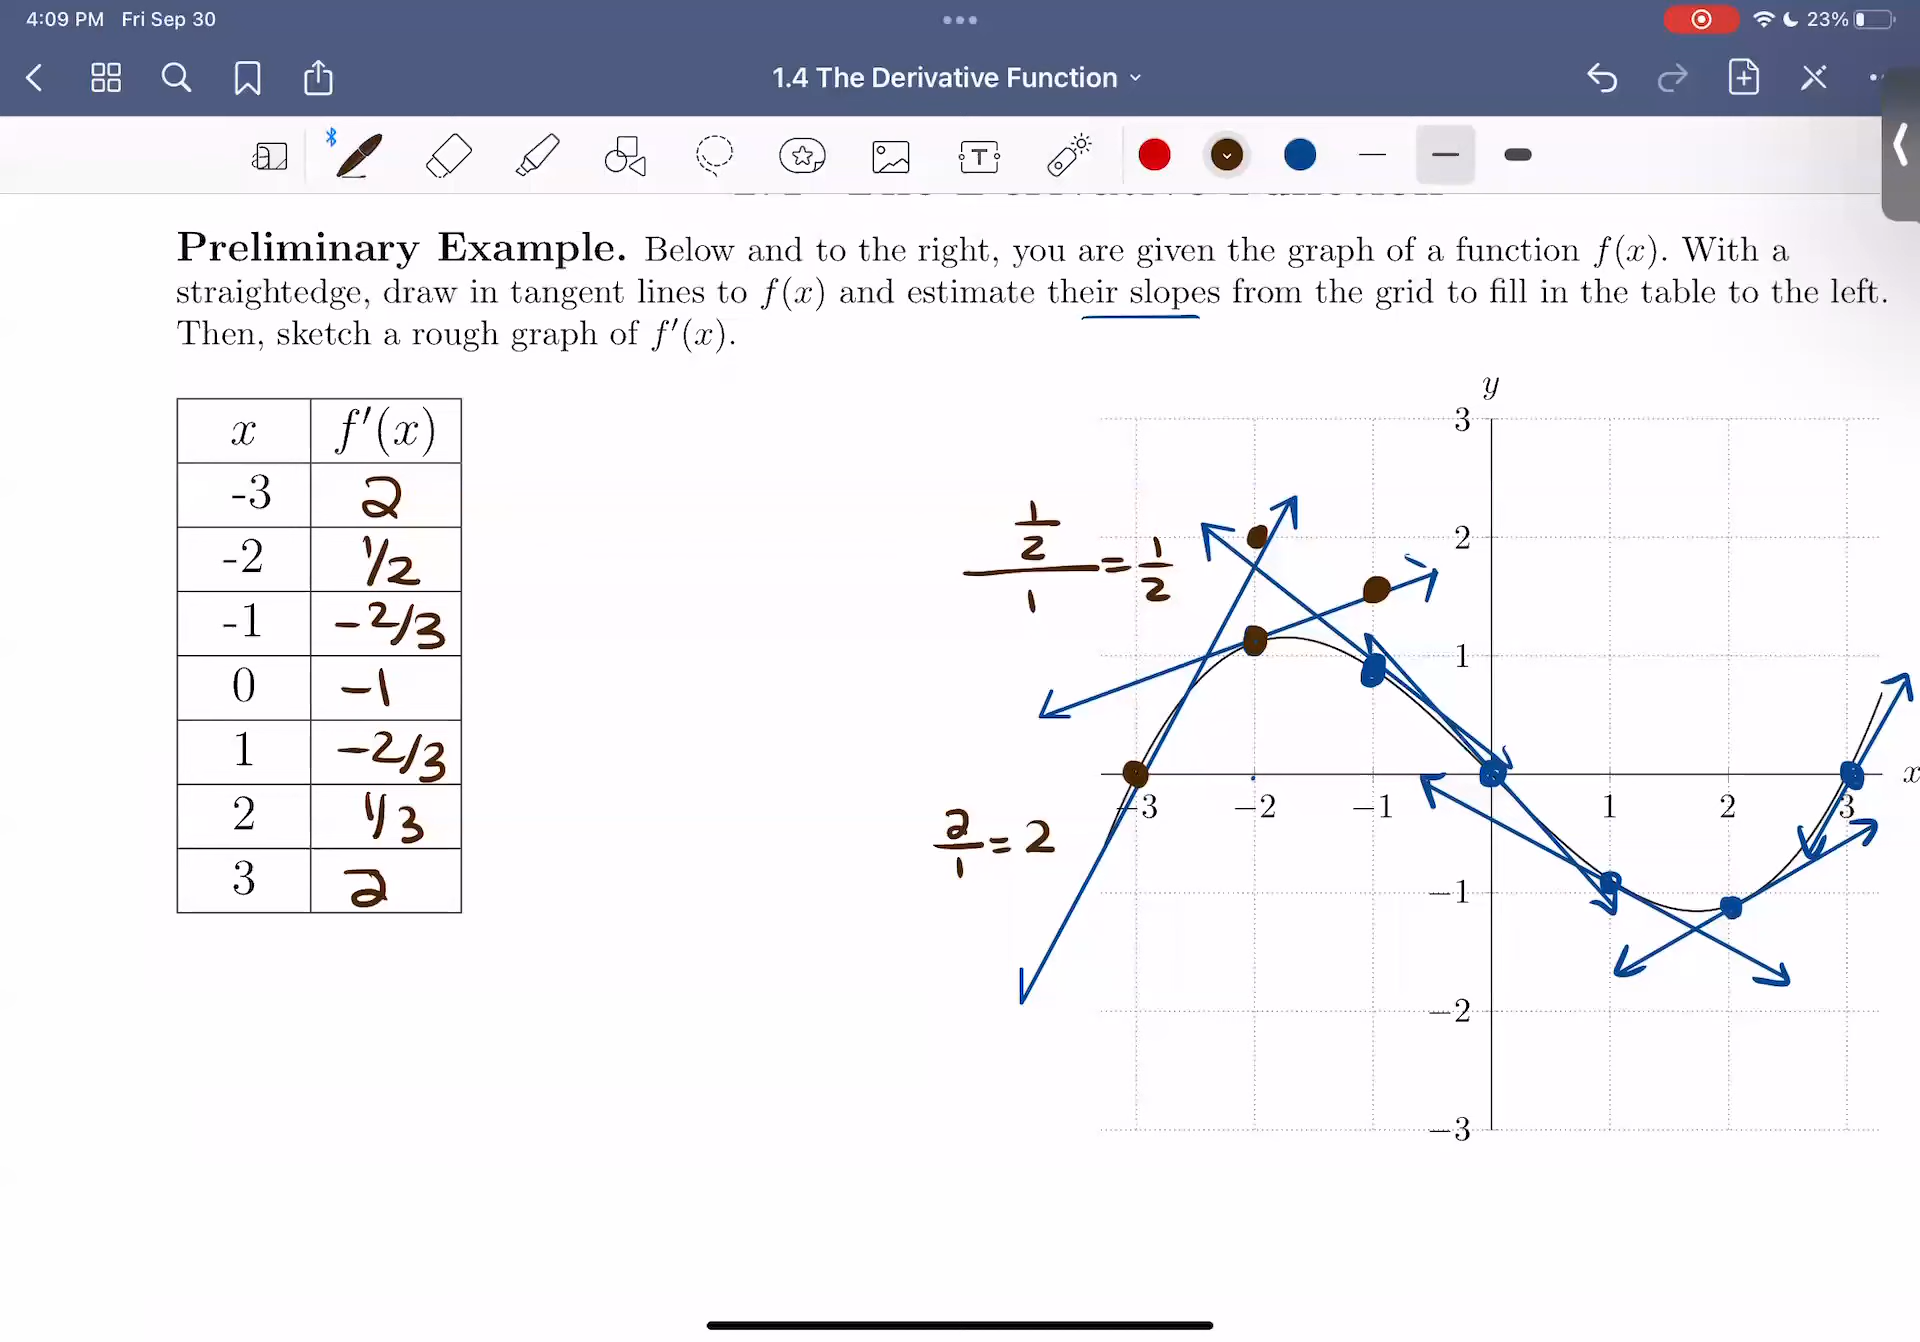 4:09 PM Fri Sep 30
23%
1.4 The Derivative Function
Preliminary Example. Below and to the right, you are given the graph of a function f(x). With a
straightedge, draw in tangent lines to f(x) and estimate their slopes from the grid to fill in the table to the left.
Then, sketch a rough graph of f′(x).
x f′(x)
-3 2
-2 1/2
-1 -2/3
0 -1
1 -2/3
2 1/3
3 2
1/2 / 1 = 1/2
2/1 = 2
y
3
2
1
−3 −2 −1 1 2 3 x
−1
−2
−3